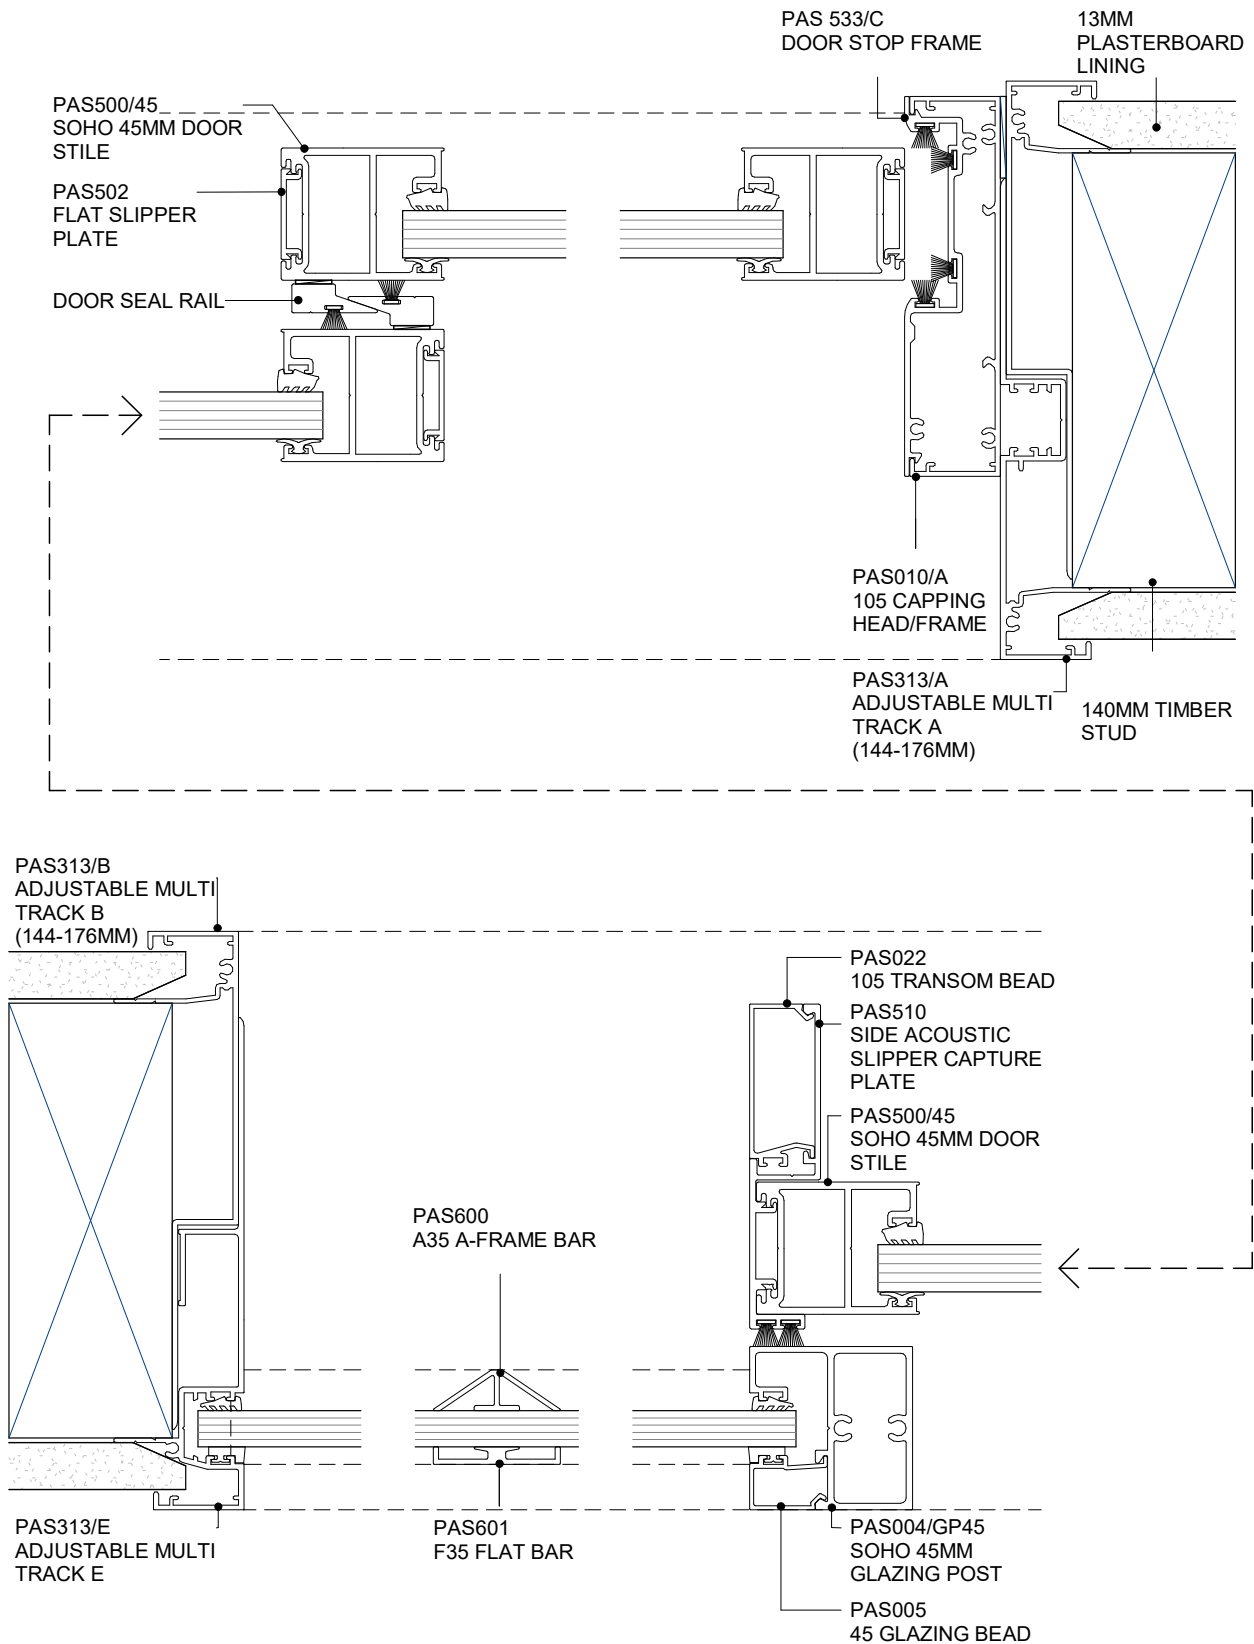 PAS 533/C
DOOR STOP FRAME
13MM
PLASTERBOARD
LINING
PAS500/45
SOHO 45MM DOOR
STILE
PAS502
FLAT SLIPPER
PLATE
DOOR SEAL RAIL
PAS010/A
105 CAPPING
HEAD/FRAME
PAS313/A
ADJUSTABLE MULTI
TRACK A
(144-176MM)
140MM TIMBER
STUD
PAS313/B
ADJUSTABLE MULTI
TRACK B
(144-176MM)
PAS022
105 TRANSOM BEAD
PAS510
SIDE ACOUSTIC
SLIPPER CAPTURE
PLATE
PAS500/45
SOHO 45MM DOOR
STILE
PAS600
A35 A-FRAME BAR
PAS313/E
ADJUSTABLE MULTI
TRACK E
PAS601
F35 FLAT BAR
PAS004/GP45
SOHO 45MM
GLAZING POST
PAS005
45 GLAZING BEAD